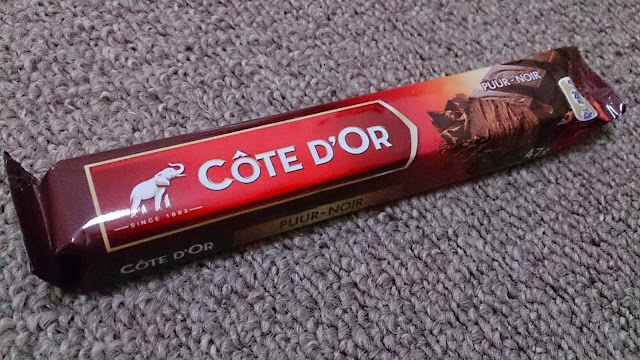 CÔTE D'OR
SINCE 1883
PUUR-NOIR
CÔTE D'OR
PUUR-NOIR